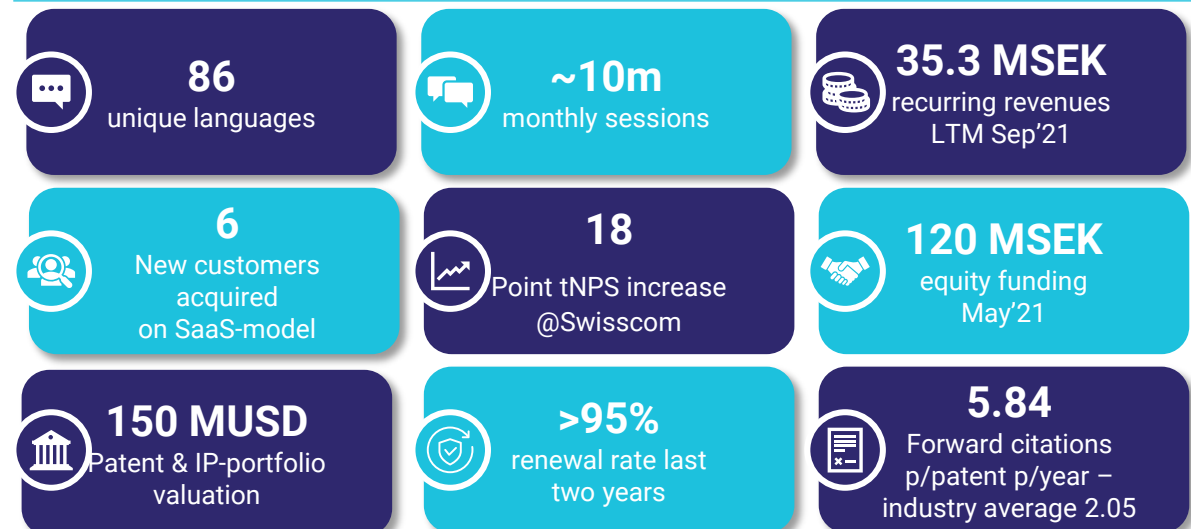 86
unique languages
~10m
monthly sessions
35.3 MSEK
recurring revenues
LTM Sep'21
6
New customers
acquired
on SaaS-model
18
Point tNPS increase
@Swisscom
120 MSEK
equity funding
May'21
150 MUSD
Patent & IP-portfolio
valuation
>95%
renewal rate last
two years
5.84
Forward citations
p/patent p/year –
industry average 2.05